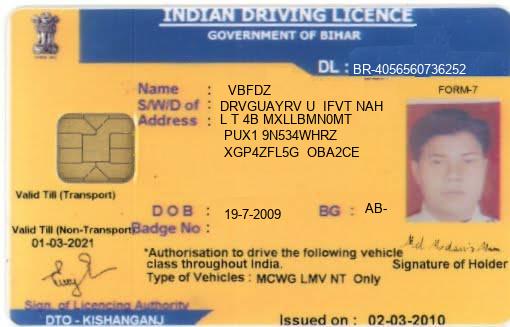 INDIAN DRIVING LICENCE
GOVERNMENT OF BIHAR
DL : BR-4056560736252
Name : VBFDZ
FORM-7
S/W/D of : DRVGUAYRV U IFVT NAH
Address : L T 4B MXLLBMN0MT
PUX1 9N534WHRZ
XGP4ZFL5G OBA2CE
Valid Till (Transport)
D O B : 19-7-2009 BG : AB-
Valid Till (Non-Transport)
Badge No :
01-03-2021
*Authorisation to drive the following vehicle
class throughout India.
Signature of Holder
Type of Vehicles : MCWG LMV NT Only
Sign. of Licencing Authority
DTO - KISHANGANJ
Issued on : 02-03-2010